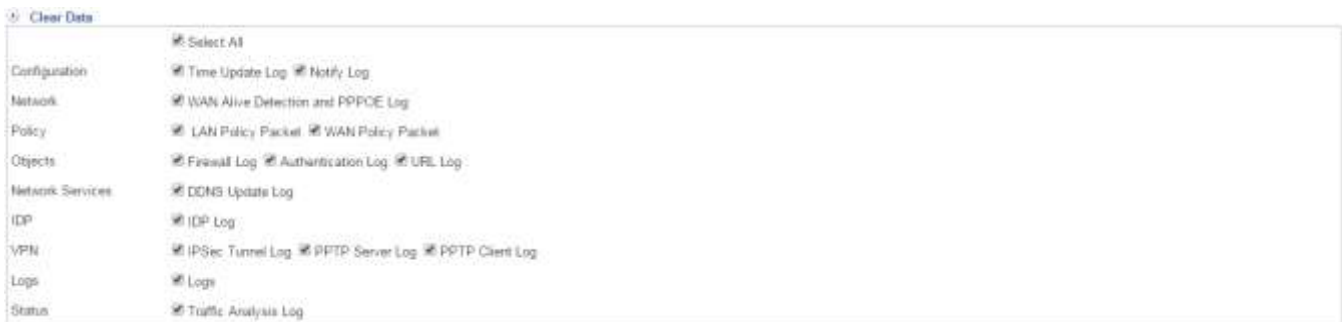 Clear Data
Select All
Configuration Time Update Log Notify Log
Network WAN Alive Detection and PPPOE Log
Policy LAN Policy Packet WAN Policy Packet
Objects Firewall Log Authentication Log URL Log
Network Services DDNS Update Log
IDP IDP Log
VPN IPSec Tunnel Log PPTP Server Log PPTP Client Log
Logs Logs
Status Traffic Analysis Log